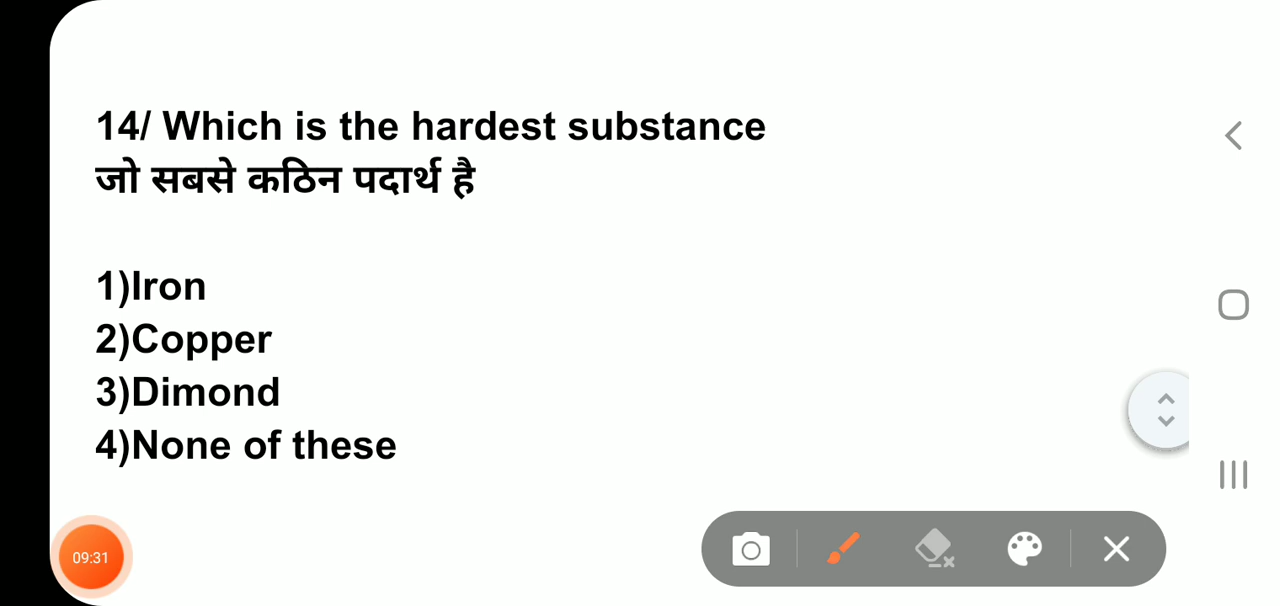 14/ Which is the hardest substance
जो सबसे कठिन पदार्थ है
1)Iron
2)Copper
3)Dimond
4)None of these
09:31